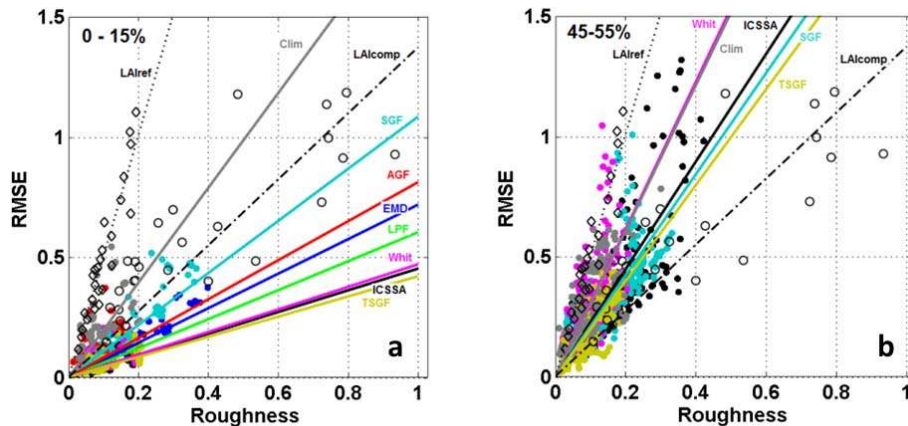 1.5
0 - 15%
Clim
LAIref
LAIcomp
SGF
AGF
EMD
LPF
Whit
ICSSA
TSGF
1
0.5
0
RMSE
0
0.2
0.4
0.6
0.8
1
Roughness
a
1.5
45-55%
Whit
ICSSA
Clim
SGF
TSGF
LAIref
LAIcomp
1
0.5
0
RMSE
0
0.2
0.4
0.6
0.8
1
Roughness
b